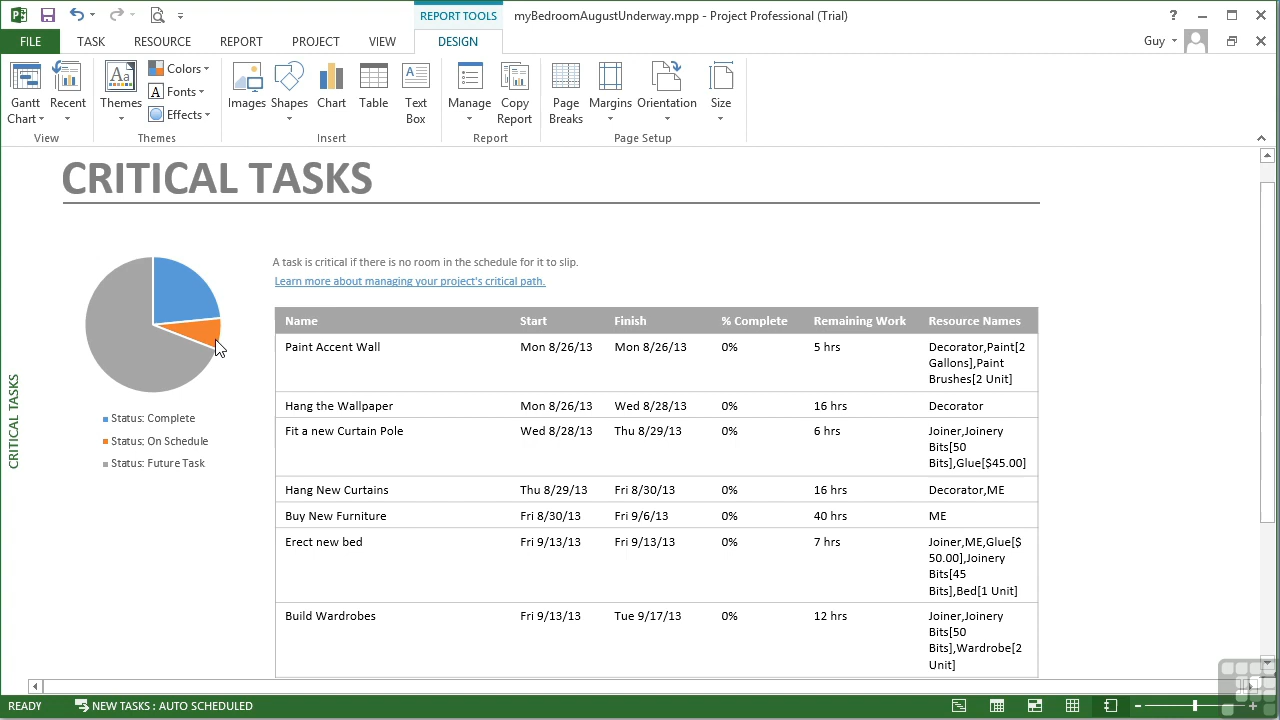 REPORT TOOLS
myBedroomAugustUnderway.mpp - Project Professional (Trial)
?
FILE TASK RESOURCE REPORT PROJECT VIEW DESIGN
Guy
Gantt Chart
Recent
Themes
Aa
Colors
A Fonts
Effects
Images
Shapes
Chart
Table
A
Text Box
Manage
Copy Report
Page Breaks
Margins
Orientation
Size
View
Themes
Insert
Report
Page Setup
CRITICAL TASKS
CRITICAL TASKS
A task is critical if there is no room in the schedule for it to slip.
Learn more about managing your project's critical path.
Status: Complete
Status: On Schedule
Status: Future Task
Name Start Finish % Complete Remaining Work Resource Names
Paint Accent Wall Mon 8/26/13 Mon 8/26/13 0% 5 hrs Decorator,Paint[2
Gallons],Paint
Brushes[2 Unit]
Hang the Wallpaper Mon 8/26/13 Wed 8/28/13 0% 16 hrs Decorator
Fit a new Curtain Pole Wed 8/28/13 Thu 8/29/13 0% 6 hrs Joiner,Joinery
Bits[50
Bits],Glue[$45.00]
Hang New Curtains Thu 8/29/13 Fri 8/30/13 0% 16 hrs Decorator,ME
Buy New Furniture Fri 8/30/13 Fri 9/6/13 0% 40 hrs ME
Erect new bed Fri 9/13/13 Fri 9/13/13 0% 7 hrs Joiner,ME,Glue[$
50.00],Joinery
Bits[45
Bits],Bed[1 Unit]
Build Wardrobes Fri 9/13/13 Tue 9/17/13 0% 12 hrs Joiner,Joinery
Bits[50
Bits],Wardrobe[2
Unit]
READY NEW TASKS : AUTO SCHEDULED